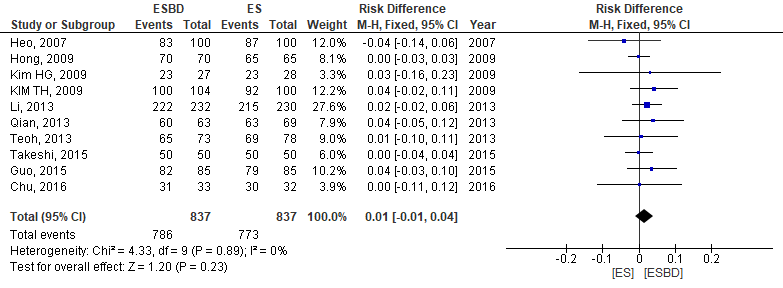 ESBD ES Risk Difference Risk Difference
Study or Subgroup Events Total Events Total Weight M-H, Fixed, 95% CI Year M-H, Fixed, 95% CI
Heo, 2007 83 100 87 100 12.0% -0.04 [-0.14, 0.06] 2007
Hong, 2009 70 70 65 65 8.1% 0.00 [-0.03, 0.03] 2009
Kim HG, 2009 23 27 23 28 3.3% 0.03 [-0.16, 0.23] 2009
KIM TH, 2009 100 104 92 100 12.2% 0.04 [-0.02, 0.11] 2009
Li, 2013 222 232 215 230 27.6% 0.02 [-0.02, 0.06] 2013
Qian, 2013 60 63 63 69 7.9% 0.04 [-0.05, 0.12] 2013
Teoh, 2013 65 73 69 78 9.0% 0.01 [-0.10, 0.11] 2013
Takeshi, 2015 50 50 50 50 6.0% 0.00 [-0.04, 0.04] 2015
Guo, 2015 82 85 79 85 10.2% 0.04 [-0.03, 0.10] 2015
Chu, 2016 31 33 30 32 3.9% 0.00 [-0.11, 0.12] 2016
Total (95% CI) 837 837 100.0% 0.01 [-0.01, 0.04]
Total events 786 773
Heterogeneity: Chi² = 4.33, df = 9 (P = 0.89); I² = 0%
Test for overall effect: Z = 1.20 (P = 0.23)
-0.2 -0.1 0 0.1 0.2
[ES] [ESBD]